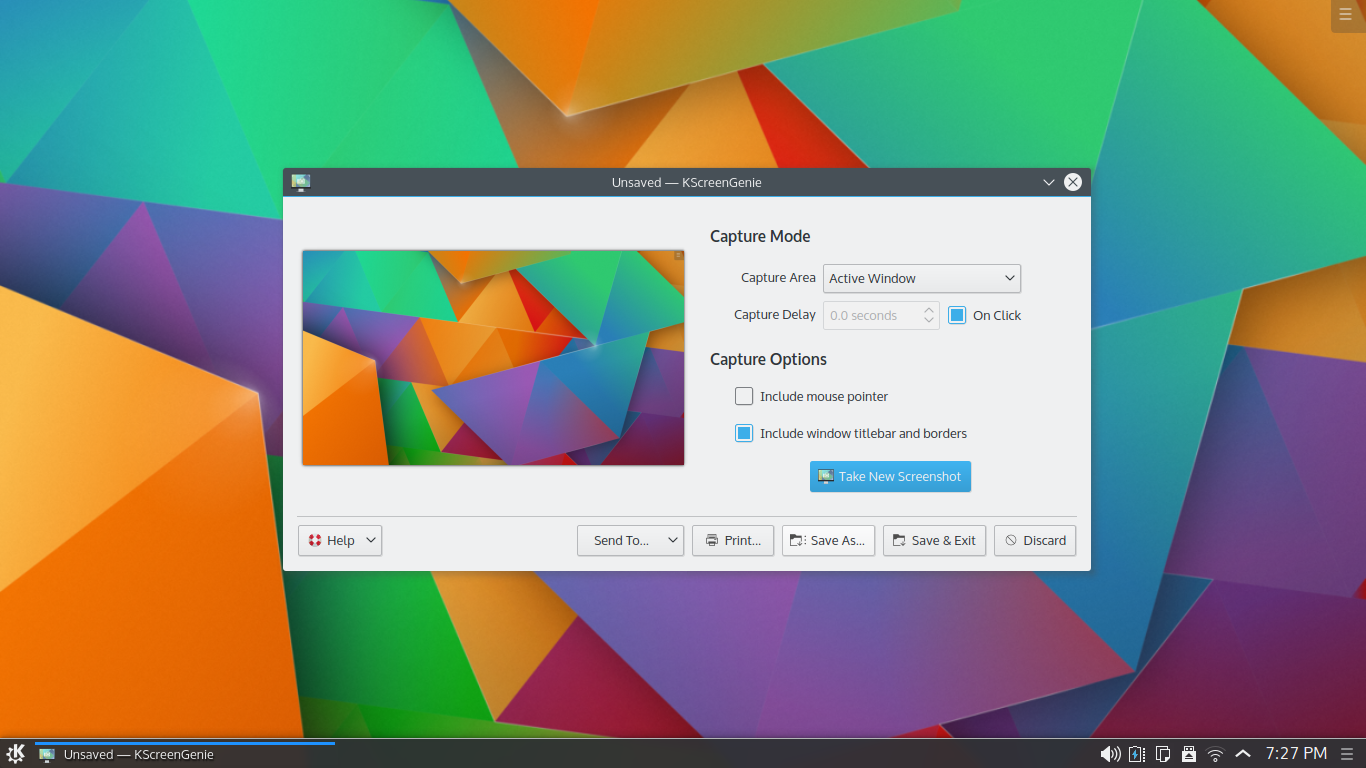 Unsaved — KScreenGenie
Capture Mode
Capture Area Active Window
Capture Delay 0.0 seconds On Click
Capture Options
Include mouse pointer
Include window titlebar and borders
Take New Screenshot
Help Send To... Print... Save As... Save & Exit Discard
Unsaved — KScreenGenie 7:27 PM